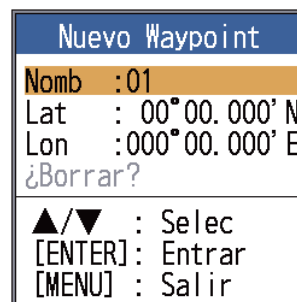 Nuevo Waypoint
Nomb :01
Lat : 00°00.000' N
Lon :000°00.000' E
¿Borrar?
▲/▼ : Selec
[ENTER]: Entrar
[MENU] : Salir